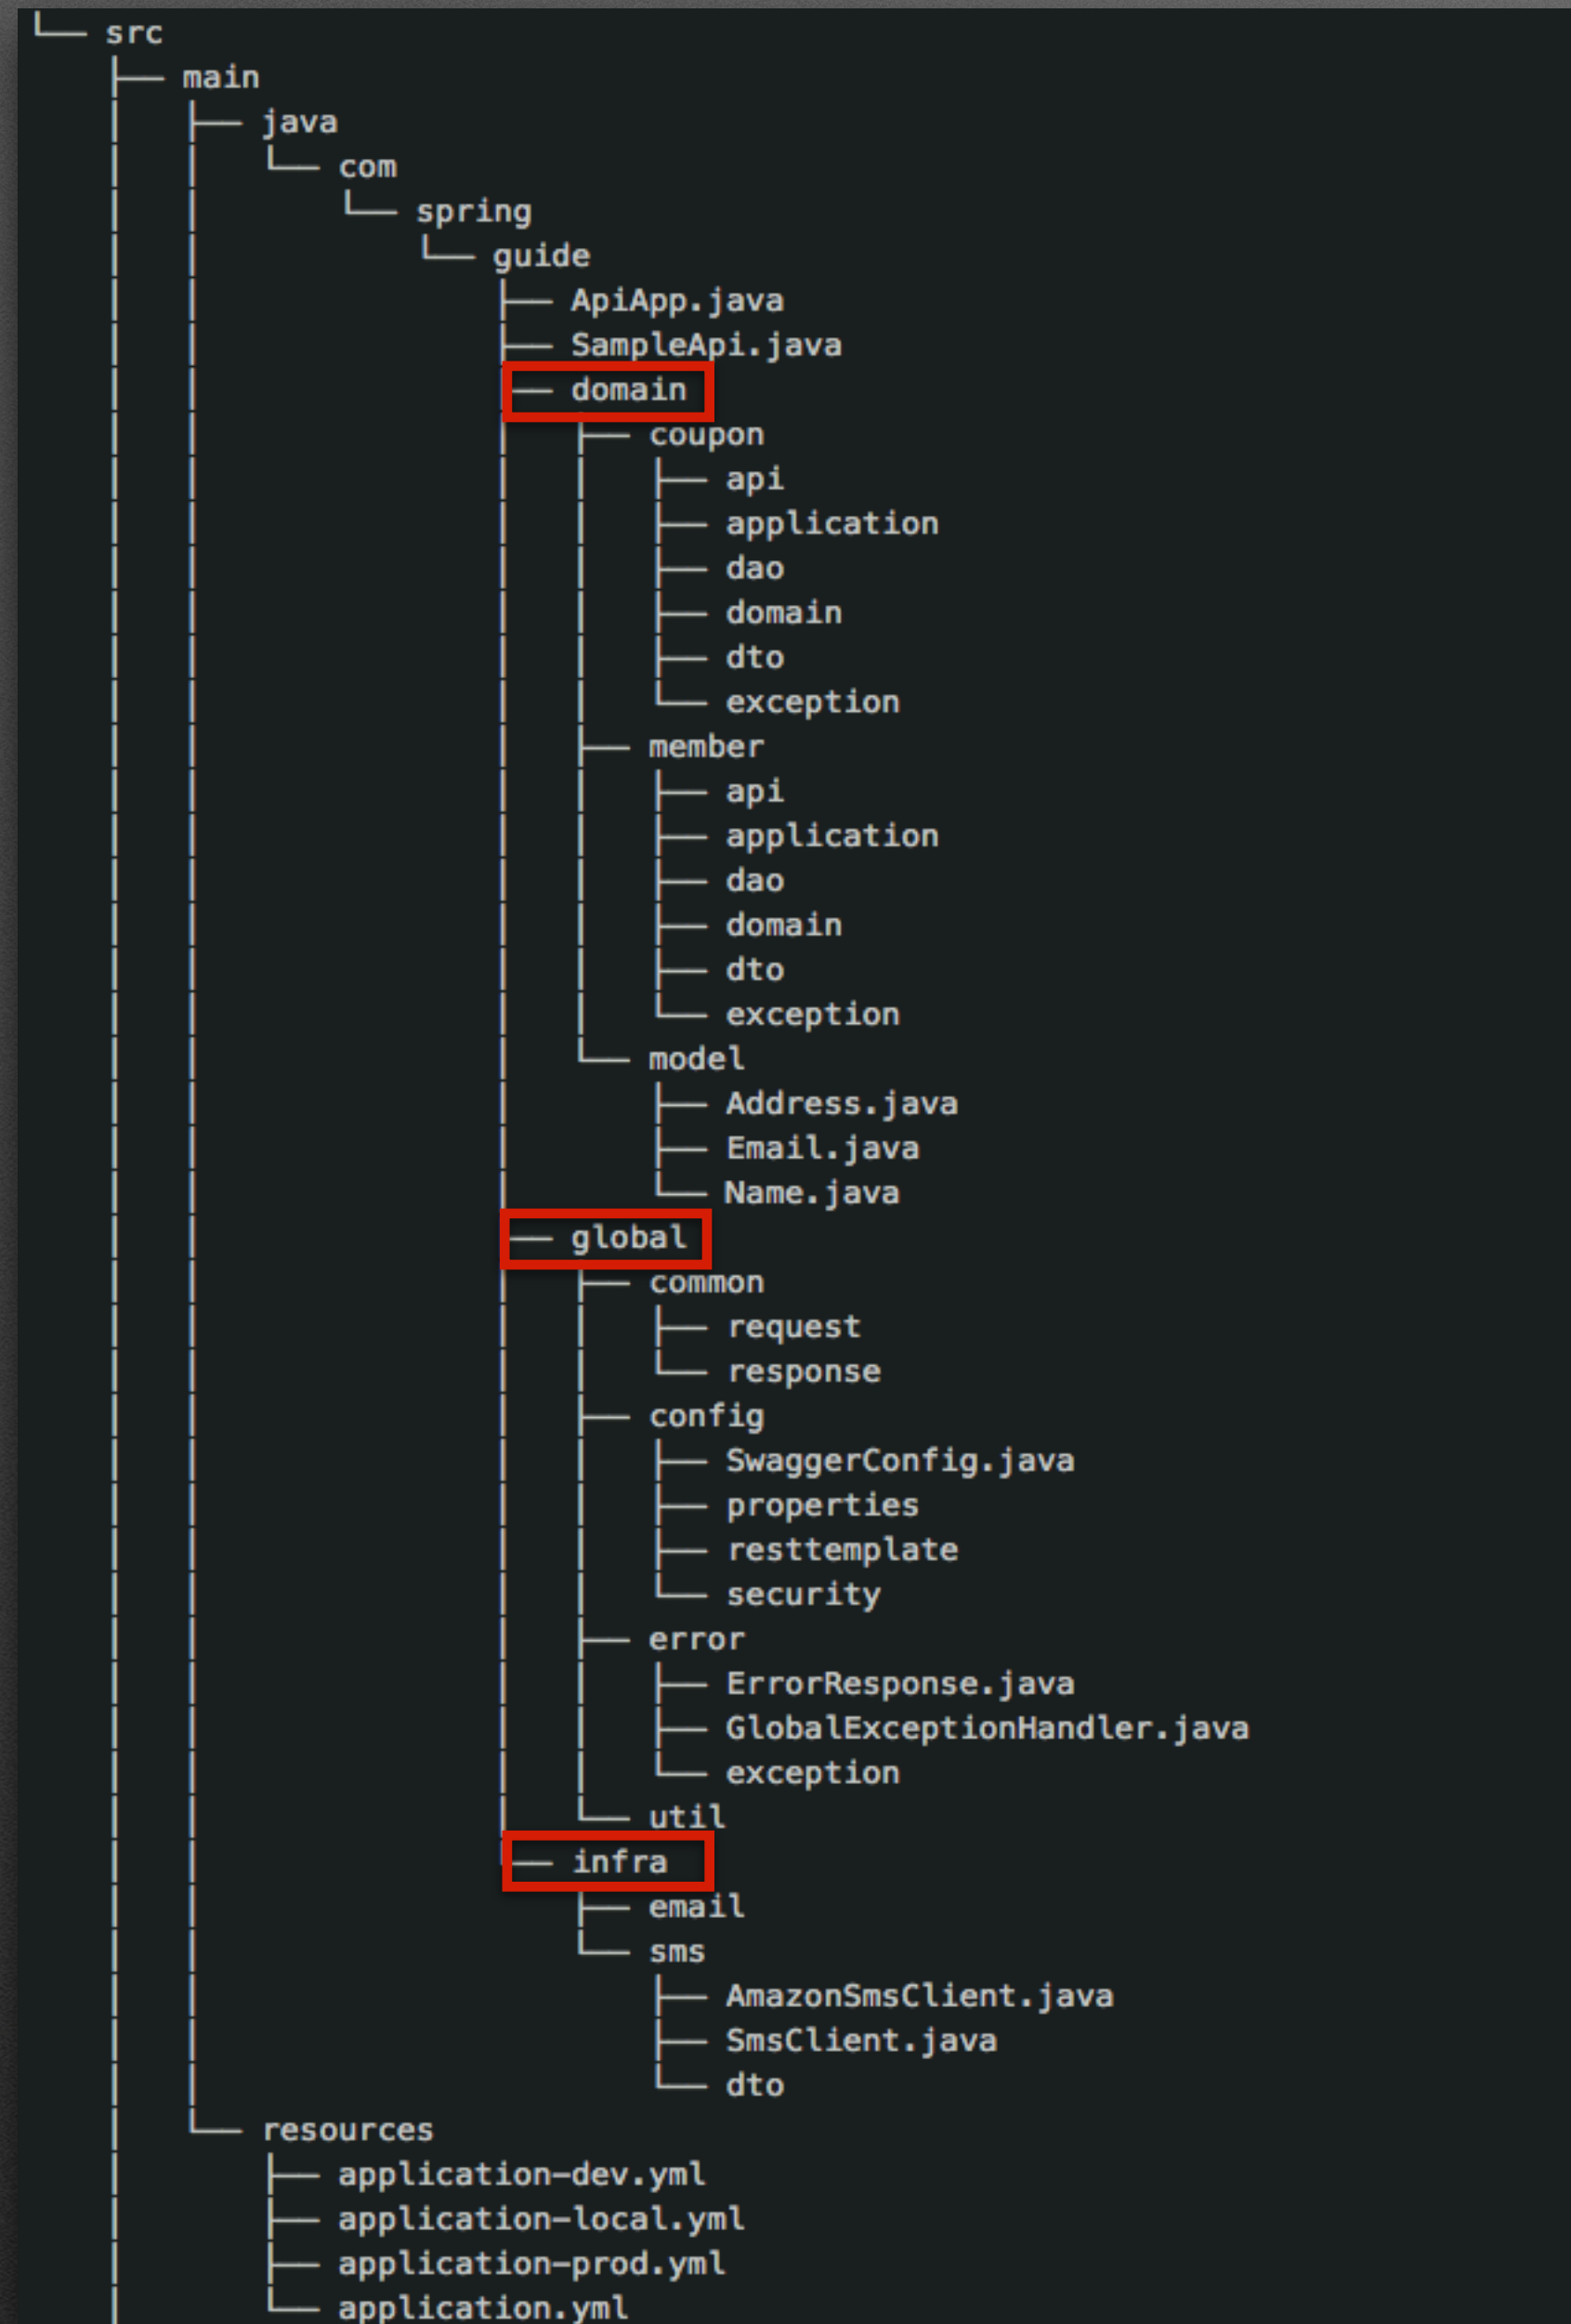 └── src
    ├── main
    │   ├── java
    │   │   └── com
    │   │       └── spring
    │   │           └── guide
    │   │               ├── ApiApp.java
    │   │               ├── SampleApi.java
    │   │               ├── domain
    │   │               │   ├── coupon
    │   │               │   │   ├── api
    │   │               │   │   ├── application
    │   │               │   │   ├── dao
    │   │               │   │   ├── domain
    │   │               │   │   ├── dto
    │   │               │   │   └── exception
    │   │               │   ├── member
    │   │               │   │   ├── api
    │   │               │   │   ├── application
    │   │               │   │   ├── dao
    │   │               │   │   ├── domain
    │   │               │   │   ├── dto
    │   │               │   │   └── exception
    │   │               │   └── model
    │   │               │       ├── Address.java
    │   │               │       ├── Email.java
    │   │               │       └── Name.java
    │   │               ├── global
    │   │               │   ├── common
    │   │               │   │   ├── request
    │   │               │   │   └── response
    │   │               │   ├── config
    │   │               │   │   ├── SwaggerConfig.java
    │   │               │   │   ├── properties
    │   │               │   │   ├── resttemplate
    │   │               │   │   └── security
    │   │               │   ├── error
    │   │               │   │   ├── ErrorResponse.java
    │   │               │   │   ├── GlobalExceptionHandler.java
    │   │               │   │   └── exception
    │   │               │   └── util
    │   │               └── infra
    │   │                   ├── email
    │   │                   └── sms
    │   │                       ├── AmazonSmsClient.java
    │   │                       ├── SmsClient.java
    │   │                       └── dto
    │   └── resources
    │       ├── application-dev.yml
    │       ├── application-local.yml
    │       ├── application-prod.yml
    │       └── application.yml